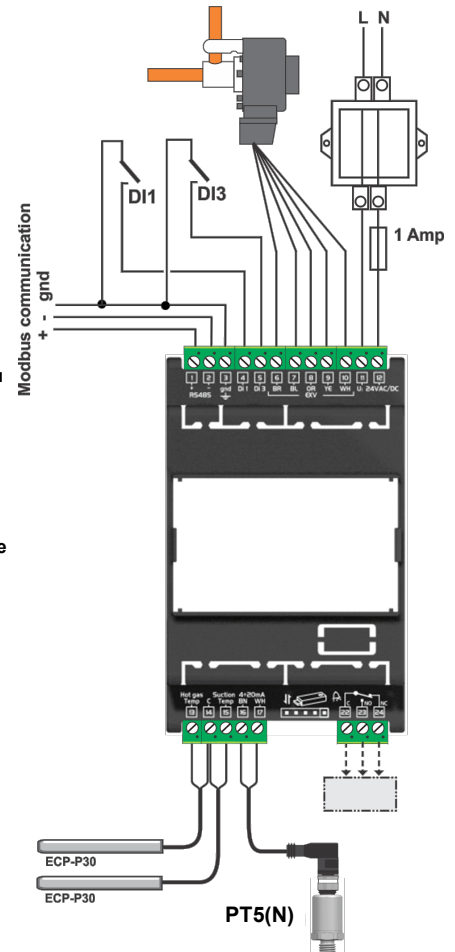 L N
DI1
DI3
1 Amp
Modbus communication
gnd
-
+
1 2 3 4 5 6 7 8 9 10 11 12
+ - gnd DI 1 DI 3 BR BL OR YE WH U: 24VAC/DC
RS485 EXV
e
Hot gas Temp C Suction Temp 4÷20mA BN WH
C NO NC
13 14 15 16 17 22 23 24
ECP-P30
ECP-P30
PT5(N)